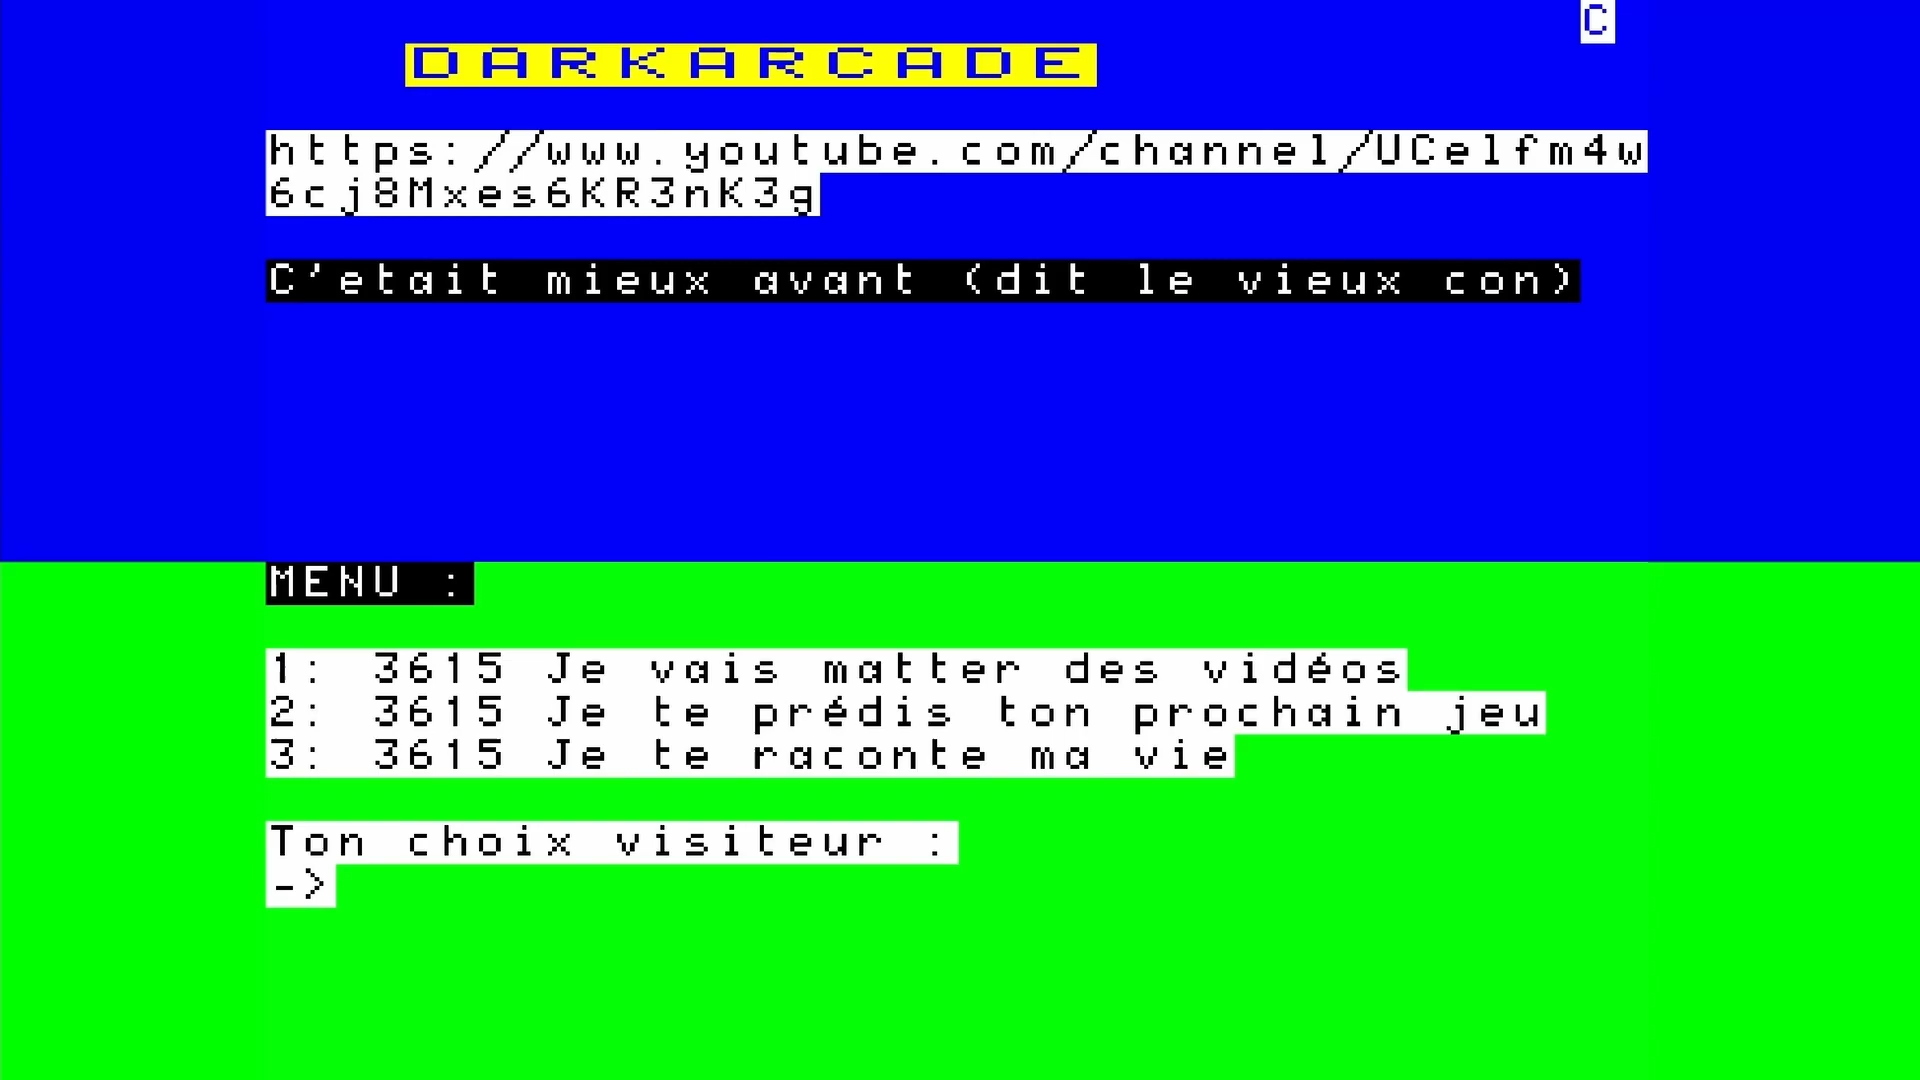 C
DARKARCADE
https://www.youtube.com/channel/UCelfm4w
6cj8Mxes6KR3nK3g
C'etait mieux avant (dit le vieux con)
MENU :
1: 3615 Je vais matter des vidéos
2: 3615 Je te prédis ton prochain jeu
3: 3615 Je te raconte ma vie
Ton choix visiteur :
->